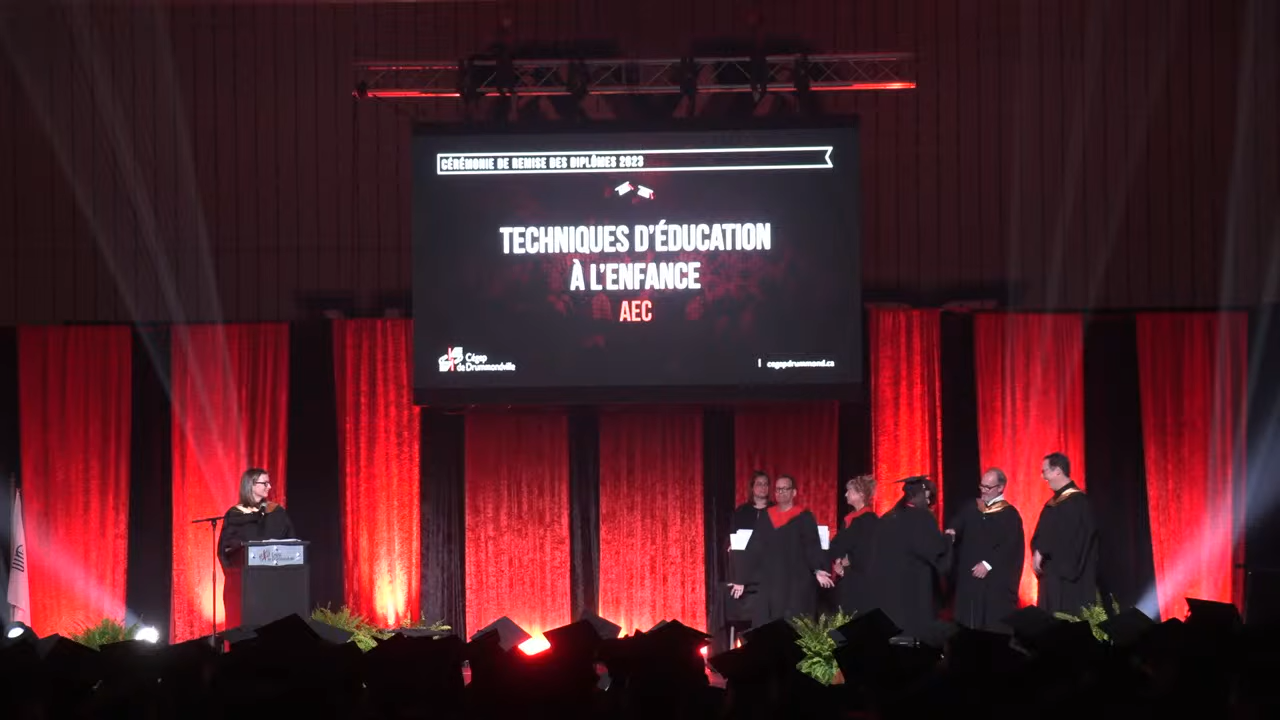 CÉRÉMONIE DE REMISE DES DIPLÔMES 2023
TECHNIQUES D'ÉDUCATION
À L'ENFANCE
AEC
Cégep
de Drummondville
cegepdrummond.ca